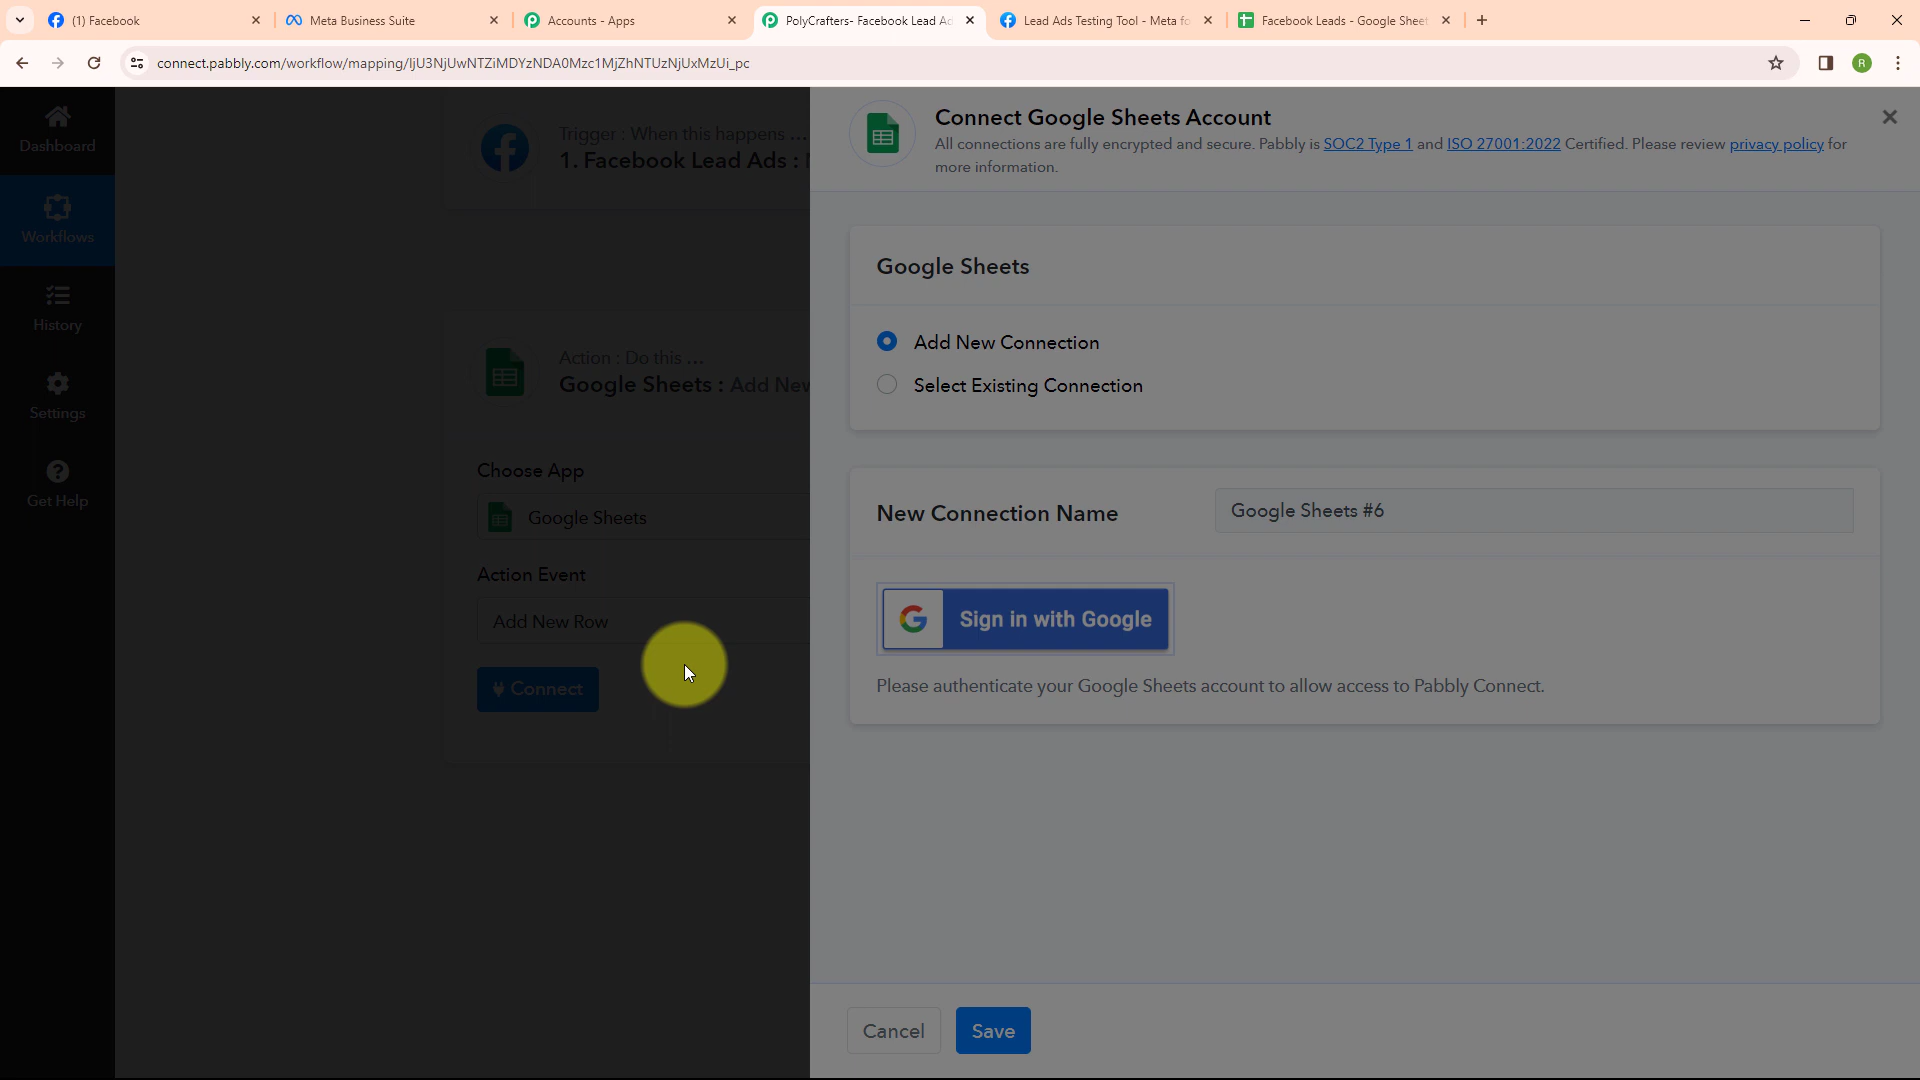 (1) Facebook
Meta Business Suite
Accounts - Apps
PolyCrafters- Facebook Lead Ad
Lead Ads Testing Tool - Meta fo
Facebook Leads - Google Sheet
connect.pabbly.com/workflow/mapping/IjU3NjUwNTZiMDYzNDA0Mzc1MjZhNTUzNjUxMzUi_pc
R
Dashboard
Workflows
History
Settings
Get Help
Trigger : When this happens ...
1. Facebook Lead Ads :
Action : Do this ...
Google Sheets : Add New
Choose App
Google Sheets
Action Event
Add New Row
Connect
Connect Google Sheets Account
All connections are fully encrypted and secure. Pabbly is SOC2 Type 1 and ISO 27001:2022 Certified. Please review privacy policy for
more information.
Google Sheets
Add New Connection
Select Existing Connection
New Connection Name
Google Sheets #6
Sign in with Google
Please authenticate your Google Sheets account to allow access to Pabbly Connect.
Cancel
Save